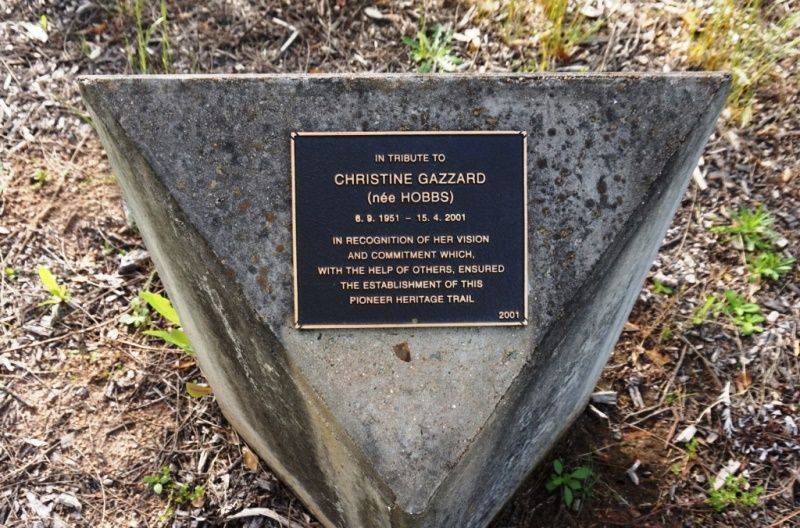 IN TRIBUTE TO
CHRISTINE GAZZARD
(née HOBBS)
6. 9. 1951 – 15. 4. 2001
IN RECOGNITION OF HER VISION
AND COMMITMENT WHICH,
WITH THE HELP OF OTHERS, ENSURED
THE ESTABLISHMENT OF THIS
PIONEER HERITAGE TRAIL
2001